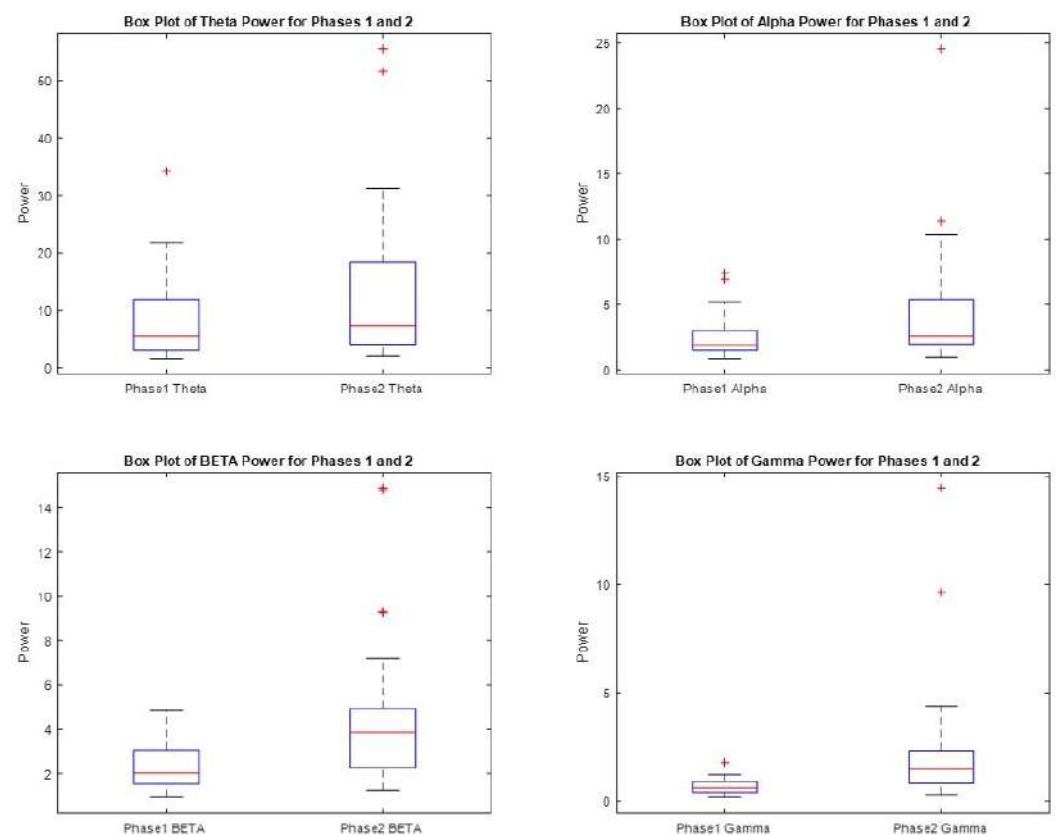 Box Plot of Theta Power for Phases 1 and 2
Power
60
40
30
20
10
0
Phase1 Theta
Phase2 Theta
Box Plot of Alpha Power for Phases 1 and 2
Power
25
20
15
10
5
0
Phase1 Alpha
Phase2 Alpha
Box Plot of BETA Power for Phases 1 and 2
Power
14
12
10
8
6
4
2
Phase1 BETA
Phase2 BETA
Box Plot of Gamma Power for Phases 1 and 2
Power
15
10
5
0
Phase1 Gamma
Phase2 Gamma